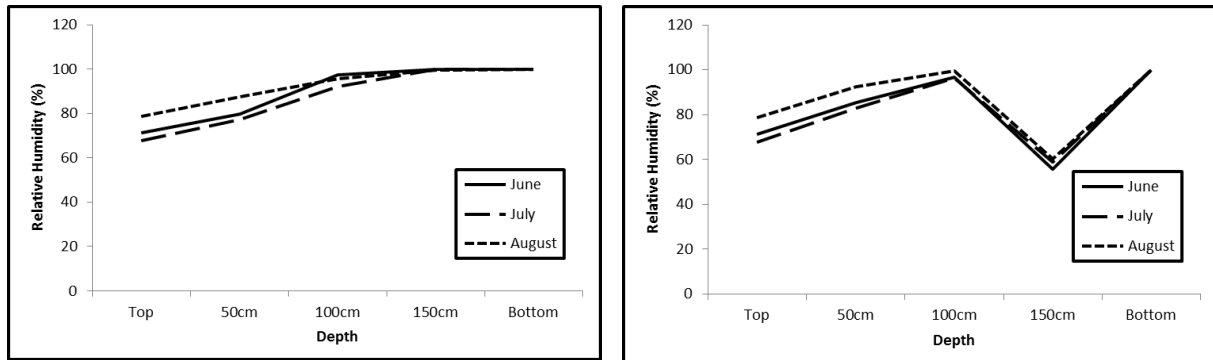 120
100
80
60
40
20
0
Relative Humidity (%)
Top 50cm 100cm 150cm Bottom
Depth
June
July
August
120
100
80
60
40
20
0
Relative Humidity (%)
Top 50cm 100cm 150cm Bottom
Depth
June
July
August